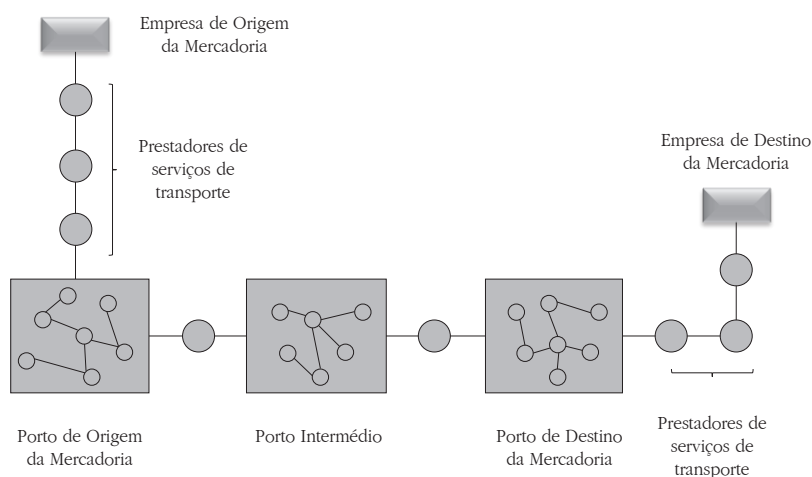 Empresa de Origem
da Mercadoria
Prestadores de
serviços de
transporte
Empresa de Destino
da Mercadoria
Porto de Origem
da Mercadoria
Porto Intermédio
Porto de Destino
da Mercadoria
Prestadores de
serviços de
transporte